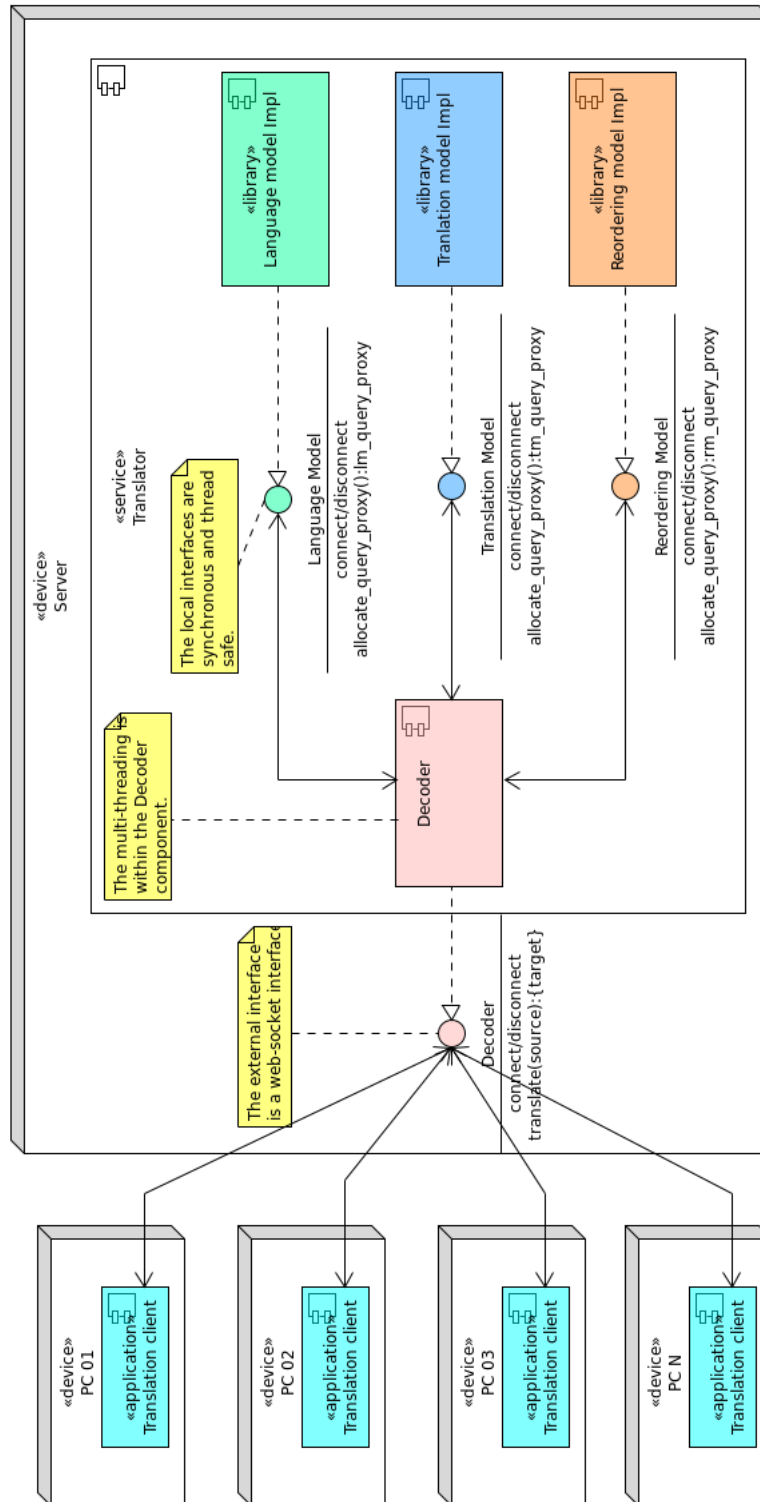 «device»
Server
«service»
Translator
«library»
Language model Impl
«library»
Tranlation model Impl
«library»
Reordering model Impl
The local interfaces are
synchronous and thread
safe.
Language Model
connect/disconnect
allocate_query_proxy():lm_query_proxy
Translation Model
connect/disconnnect
allocate_query_proxy():tm_query_proxy
Reordering Model
connect/disconnect
allocate_query_proxy():rm_query_proxy
The multi-threading is
within the Decoder
component.
Decoder
The external interface
is a web-socket interface
Decoder
connect/disconnect
translate(source):{target}
«device»
PC 01
«application»
Translation client
«device»
PC 02
«application»
Translation client
«device»
PC 03
«application»
Translation client
«device»
PC N
«application»
Translation client